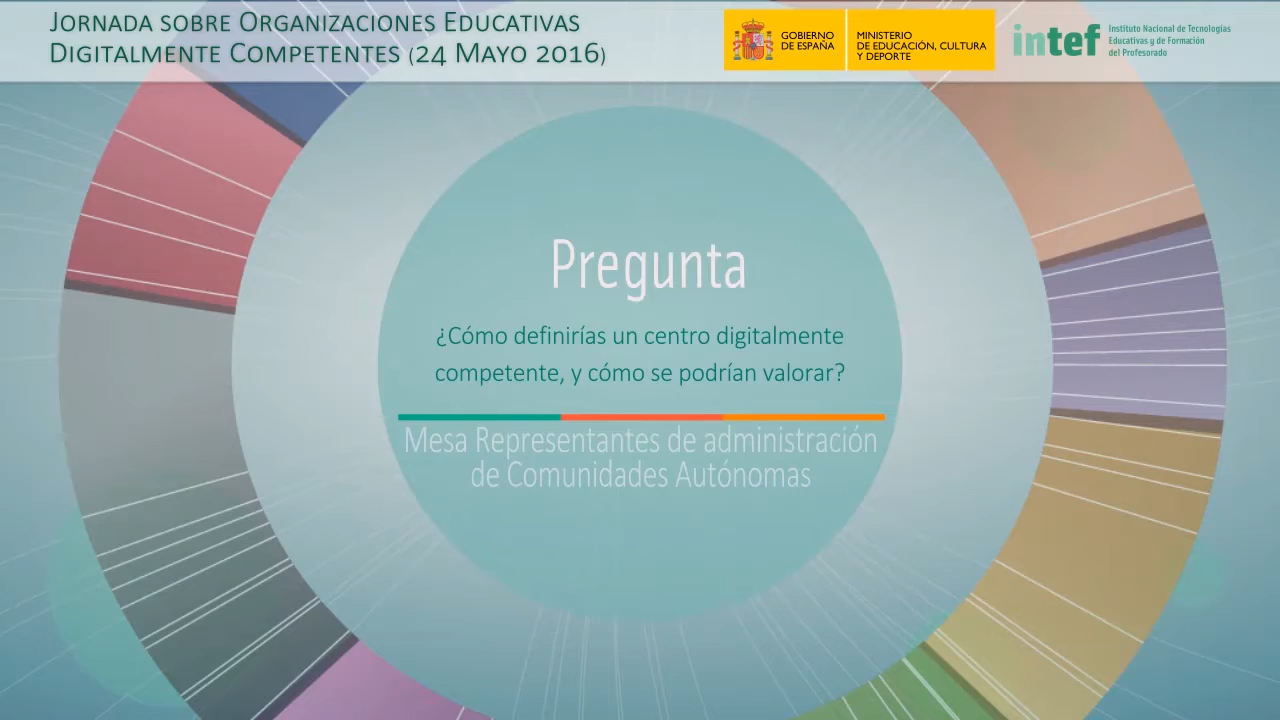 Jornada sobre Organizaciones Educativas
Digitalmente Competentes (24 Mayo 2016)
GOBIERNO
DE ESPAÑA
MINISTERIO
DE EDUCACIÓN, CULTURA
Y DEPORTE
intef
Instituto Nacional de Tecnologías
Educativas y de Formación
del Profesorado
Pregunta
¿Cómo definirías un centro digitalmente
competente, y cómo se podrían valorar?
Mesa Representantes de administración
de Comunidades Autónomas